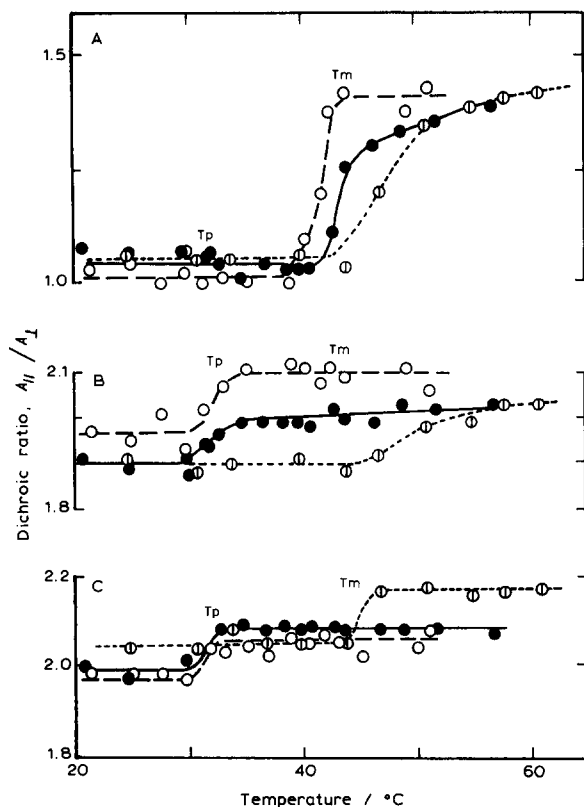 A
1.5
Tm
Tp
1.0
B
2.1
Tp
Tm
1.8
C
2.2
Tm
Tp
2.0
1.8
20
40
60
Temperature / °C
Dichroic ratio, A∥/A⊥